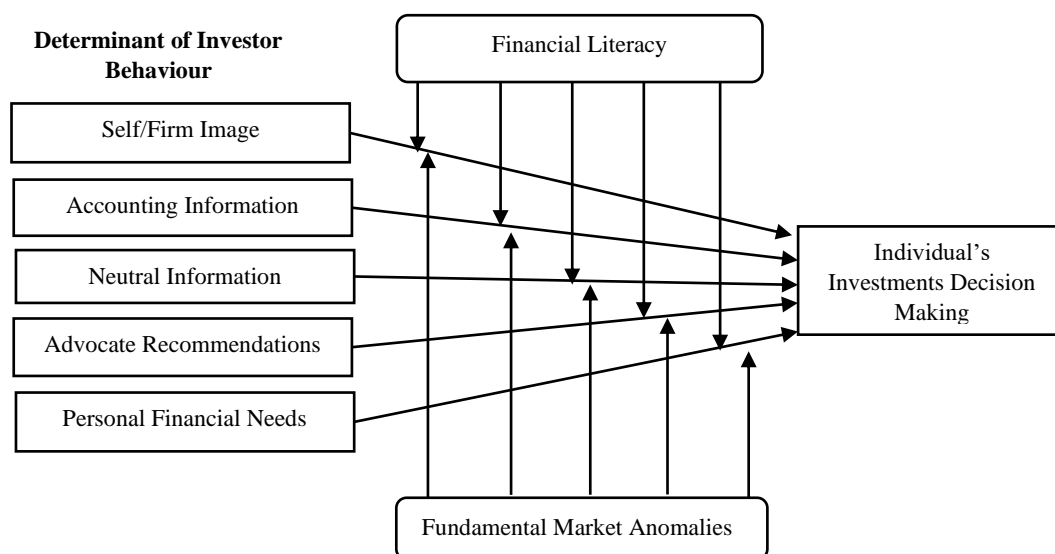 Determinant of Investor
Behaviour
Financial Literacy
Self/Firm Image
Accounting Information
Neutral Information
Advocate Recommendations
Personal Financial Needs
Individual’s
Investments Decision
Making
Fundamental Market Anomalies